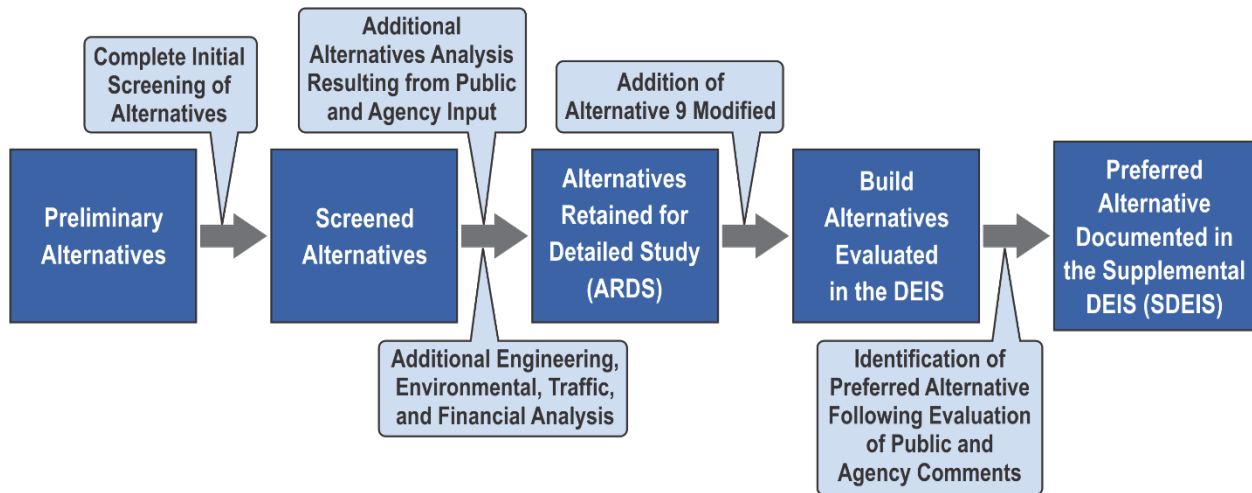 Complete Initial
Screening of
Alternatives
Additional
Alternatives Analysis
Resulting from Public
and Agency Input
Addition of
Alternative 9 Modified
Preliminary
Alternatives
Screened
Alternatives
Alternatives
Retained for
Detailed Study
(ARDS)
Build
Alternatives
Evaluated
in the DEIS
Preferred
Alternative
Documented in
the Supplemental
DEIS (SDEIS)
Additional Engineering,
Environmental, Traffic,
and Financial Analysis
Identification of
Preferred Alternative
Following Evaluation
of Public and
Agency Comments